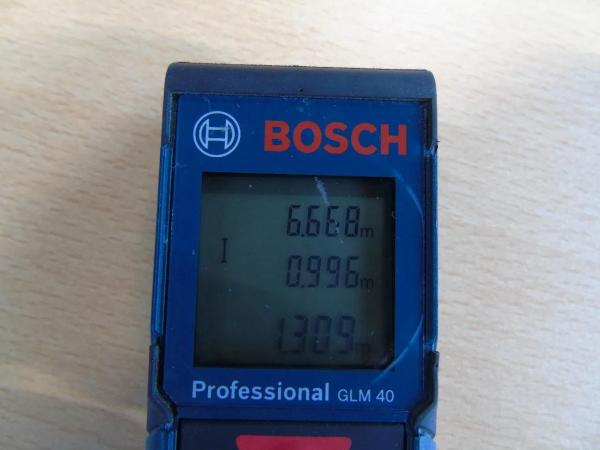 BOSCH
6.668m
0.996m
1.309m
Professional GLM 40